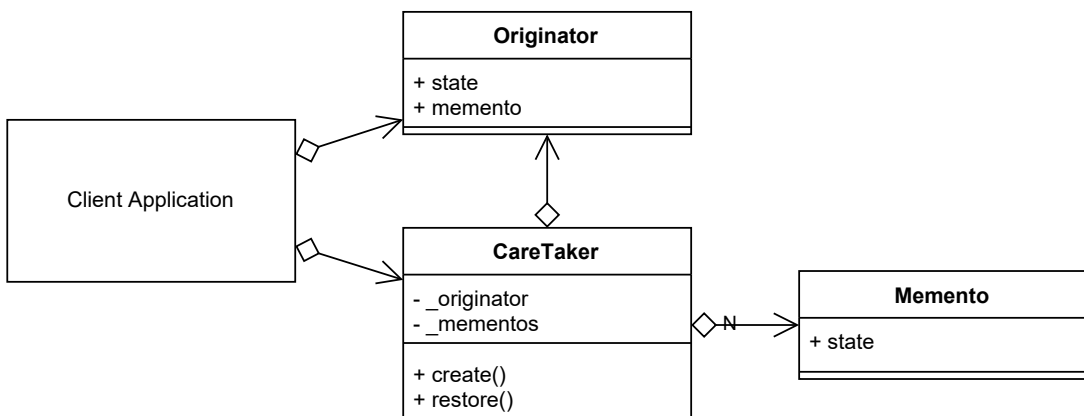 Originator
+ state
+ memento
Client Application
CareTaker
- _originator
- _mementos
+ create()
+ restore()
N
Memento
+ state